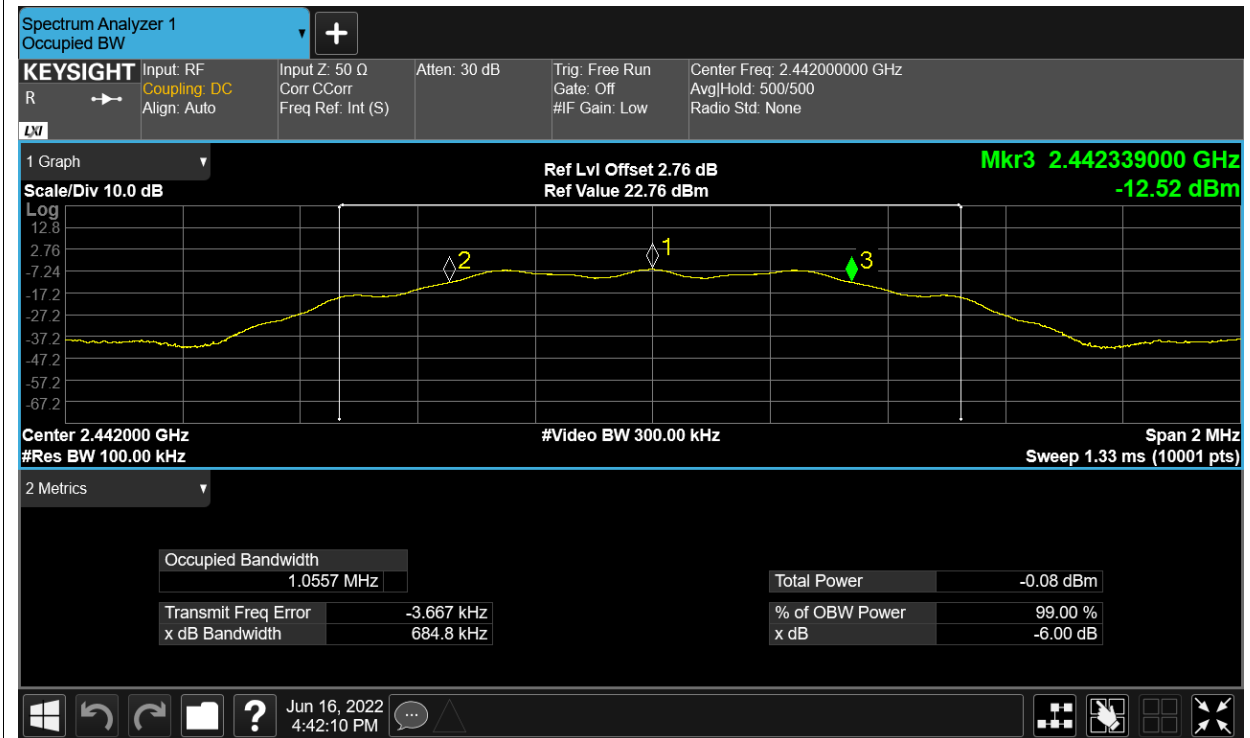 Spectrum Analyzer 1
Occupied BW
KEYSIGHT
R
LXI
Input: RF
Coupling: DC
Align: Auto
Input Z: 50 Ω
Corr CCorr
Freq Ref: Int (S)
Atten: 30 dB
Trig: Free Run
Gate: Off
#IF Gain: Low
Center Freq: 2.442000000 GHz
Avg|Hold: 500/500
Radio Std: None
1 Graph
Scale/Div 10.0 dB
Ref Lvl Offset 2.76 dB
Ref Value 22.76 dBm
Mkr3 2.442339000 GHz
-12.52 dBm
Log
12.8
2.76
-7.24
-17.2
-27.2
-37.2
-47.2
-57.2
-67.2
2
1
3
Center 2.442000 GHz
#Res BW 100.00 kHz
#Video BW 300.00 kHz
Span 2 MHz
Sweep 1.33 ms (10001 pts)
2 Metrics
Occupied Bandwidth
1.0557 MHz
Transmit Freq Error -3.667 kHz
x dB Bandwidth 684.8 kHz
Total Power -0.08 dBm
% of OBW Power 99.00 %
x dB -6.00 dB
?
Jun 16, 2022
4:42:10 PM